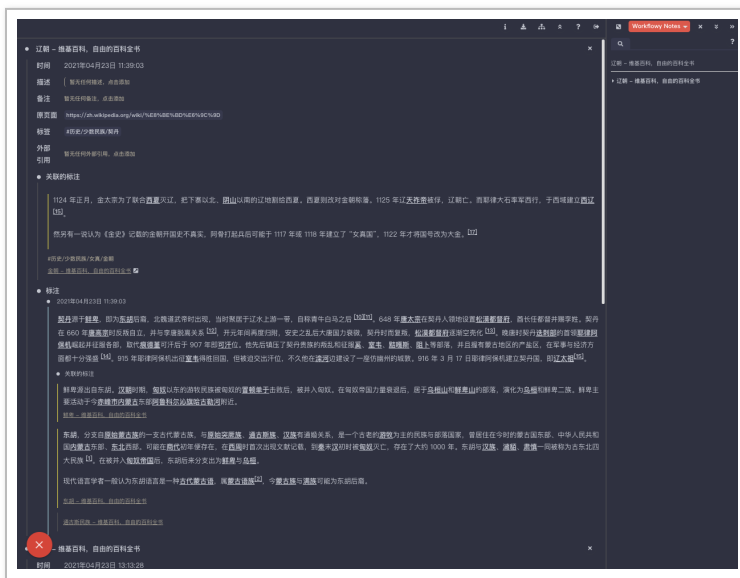 Workflowy Notes
辽朝 – 维基百科，自由的百科全书
时间 2021年04月23日 11:39:03
描述 暂无任何描述，点击添加
备注 暂无任何备注，点击添加
原页面 https://zh.wikipedia.org/wiki/%E8%BE%BD%E6%9C%9D
标签 #历史/少数民族/契丹
外部引用 暂无任何外部引用，点击添加
关联的标注
1124 年正月，金太宗为了联合西夏灭辽，把下寨以北、阴山以南的辽地割给西夏。西夏则改对金朝称藩。1125 年辽天祚帝被俘，辽朝亡。而耶律大石率军西行，于西域建立西辽
[15]。
然另有一说认为《金史》记载的金朝开国史不真实，阿骨打起兵后可能于 1117 年或 1118 年建立了“女真国”，1122 年才将国号改为大金。[17]
#历史/少数民族/女真/金朝
金朝 – 维基百科，自由的百科全书
标注
2021年04月23日 11:39:03
契丹源于鲜卑，即为东胡后裔，北魏道武帝时出现，当时聚居于辽水上游一带，自称青牛白马之后 [10][11]。648 年唐太宗在契丹人领地设置松漠都督府，酋长任都督并赐李姓。契丹
在 660 年唐高宗时反叛自立，并与李唐脱离关系 [12]。开元年间再度归附，安史之乱后大唐国力衰微，契丹时而复叛，松漠都督府逐渐空壳化 [13]。晚唐时契丹迭剌部的首领耶律阿
保机崛起并征服各部，取代痕德堇可汗后于 907 年即可汗位。他先后镇压了契丹贵族的叛乱和征服奚、室韦、阻卜等部落，并且掠有大唐国的河东、代北地区的产盐区，在军事与经济方
面都十分强盛 [14]。915 年耶律阿保机出征室韦得胜回国，但被迫交出汗位，不久他在滦河边建设了一座仿幽州的城致。916 年 3 月 17 日耶律阿保机建立契丹国，即辽太祖[15]。
关联的标注
鲜卑源出自东胡，汉朝时期，匈奴以东的游牧民族被匈奴的冒顿单于击败后，被并入匈奴。在匈奴帝国力量衰退后，居于乌桓山和鲜卑山的部落，演化为乌桓和鲜卑二族。鲜卑主
要活动于今赤峰市内蒙古东部阿鲁科尔沁旗哈古勒河附近。
鲜卑 – 维基百科，自由的百科全书
东胡，分支自原始蒙古族的一支古代蒙古族，与原始突厥族、通古斯族、汉族有通婚关系，是一个古老的游牧为主的民族与部落国家，曾居住在今时的蒙古国东部、中华人民共和
国内蒙古东部、东北西部，可能在商代初年便存在，在西周时首次出现文献记载，到秦末汉初时被匈奴灭亡，存在了大约 1000 年。东胡与汉族、濊貊、肃慎一同被称为古东北四
大民族 [1]。在被并入匈奴帝国后，东胡后来分支出为鲜卑与乌桓。
现代语言学者一般认为东胡语言是一种古代蒙古语，属蒙古语族[2]，今蒙古族与满族可能为东胡后裔。
东胡 – 维基百科，自由的百科全书
通古斯民族 – 维基百科，自由的百科全书
– 维基百科，自由的百科全书
时间 2021年04月23日 13:13:28
辽朝 – 维基百科，自由的百科全书
辽朝 – 维基百科，自由的百科全书